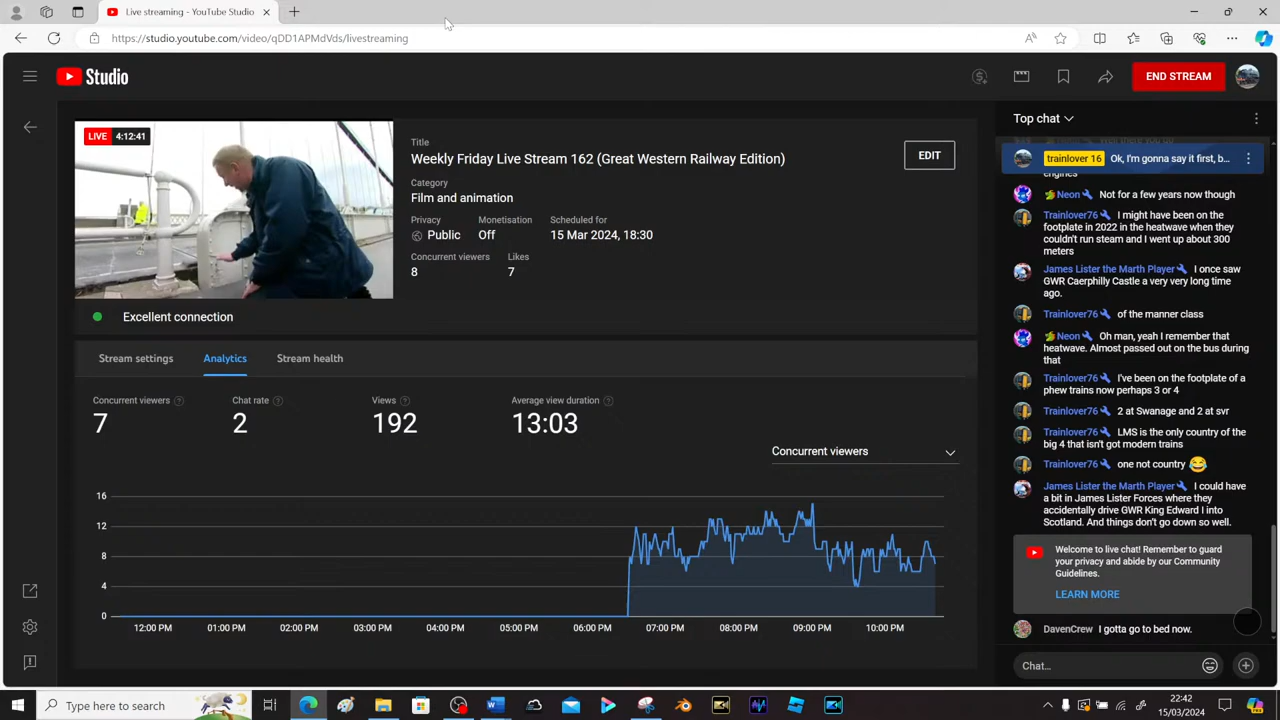 Live streaming - YouTube Studio
https://studio.youtube.com/video/qDD1APMdVds/livestreaming
Studio
END STREAM
LIVE 4:12:41
Title
Weekly Friday Live Stream 162 (Great Western Railway Edition)
EDIT
Category
Film and animation
Privacy Monetisation Scheduled for
Public Off 15 Mar 2024, 18:30
Concurrent viewers Likes
8 7
Excellent connection
Stream settings Analytics Stream health
Concurrent viewers Chat rate Views Average view duration
7 2 192 13:03
Concurrent viewers
16
12
8
4
0
12:00 PM 01:00 PM 02:00 PM 03:00 PM 04:00 PM 05:00 PM 06:00 PM 07:00 PM 08:00 PM 09:00 PM 10:00 PM
Top chat
trainlover 16 Ok, I'm gonna say it first, b...
engines
Neon Not for a few years now though
Trainlover76 I might have been on the
footplate in 2022 in the heatwave when they
couldn't run steam and I went up about 300
meters
James Lister the Marth Player I once saw
GWR Caerphilly Castle a very very long time
ago.
Trainlover76 of the manner class
Neon Oh man, yeah I remember that
heatwave. Almost passed out on the bus during
that
Trainlover76 I've been on the footplate of a
phew trains now perhaps 3 or 4
Trainlover76 2 at Swanage and 2 at svr
Trainlover76 LMS is the only country of the
big 4 that isn't got modern trains
Trainlover76 one not country 😂
James Lister the Marth Player I could have
a bit in James Lister Forces where they
accidentally drive GWR King Edward I into
Scotland. And things don't go down so well.
Welcome to live chat! Remember to guard
your privacy and abide by our Community
Guidelines.
LEARN MORE
DavenCrew I gotta go to bed now.
Chat...
Type here to search
22:42
15/03/2024